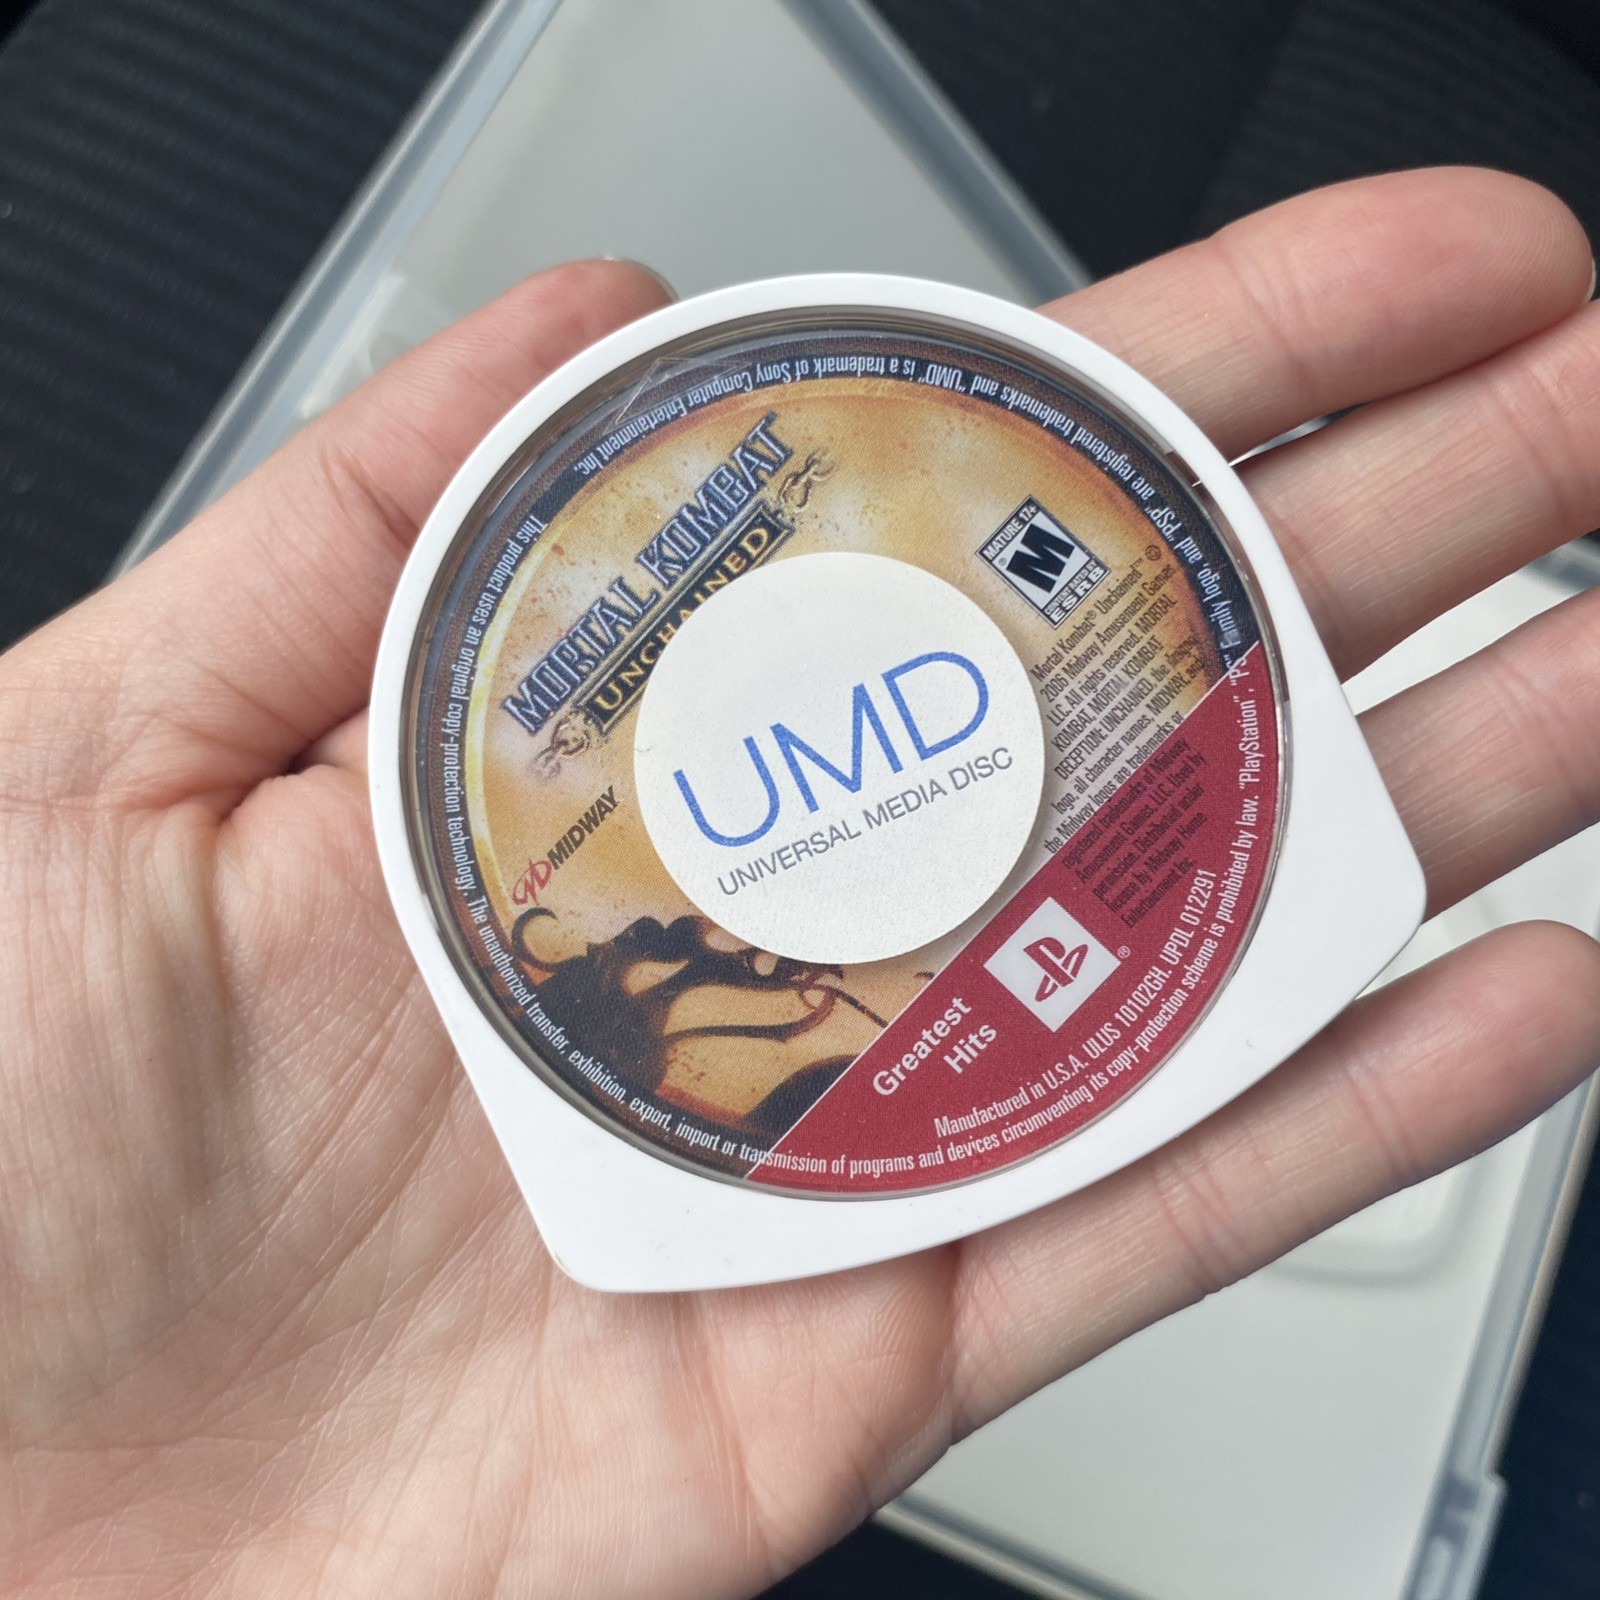 MORTAL KOMBAT
UNCHAINED
MIDWAY
UMD
UNIVERSAL MEDIA DISC
MATURE 17+
M
CONTENT RATED BY
ESRB
Mortal Kombat® Unchained™ ©
2006 Midway Amusement Games,
LLC. All rights reserved. MORTAL
KOMBAT, MORTAL KOMBAT
DECEPTION: UNCHAINED, the dragon
logo, all character names, MIDWAY, and
the Midway logos are trademarks or
registered trademarks of Midway
Amusement Games, LLC. Used by
permission. Distributed under
license by Midway Home
Entertainment Inc.
Greatest
Hits
Manufactured in U.S.A. ULUS 10102GH. UPDL 012291
This product uses an original copy-protection technology. The unauthorized transfer, exhibition, export, import or transmission of programs and devices circumventing its copy-protection scheme is prohibited by law. "PlayStation", "PS" Family logo, and "PSP" are registered trademarks and "UMD" is a trademark of Sony Computer Entertainment Inc.